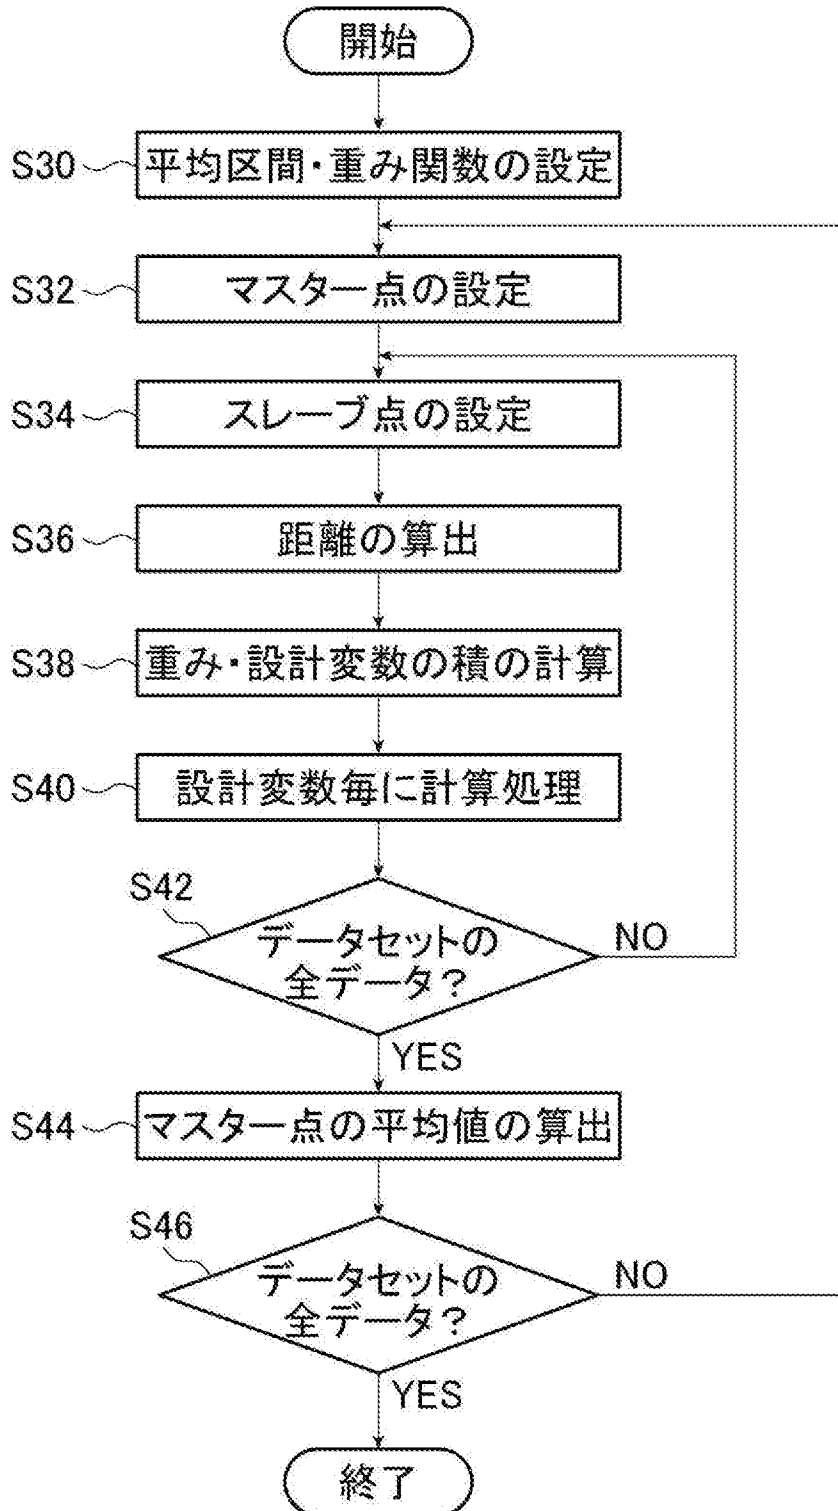 開始
S30 平均区間・重み関数の設定
S32 マスター点の設定
S34 スレーブ点の設定
S36 距離の算出
S38 重み・設計変数の積の計算
S40 設計変数毎に計算処理
S42
データセットの
全データ?
NO
YES
S44 マスター点の平均値の算出
S46
データセットの
全データ?
NO
YES
終了